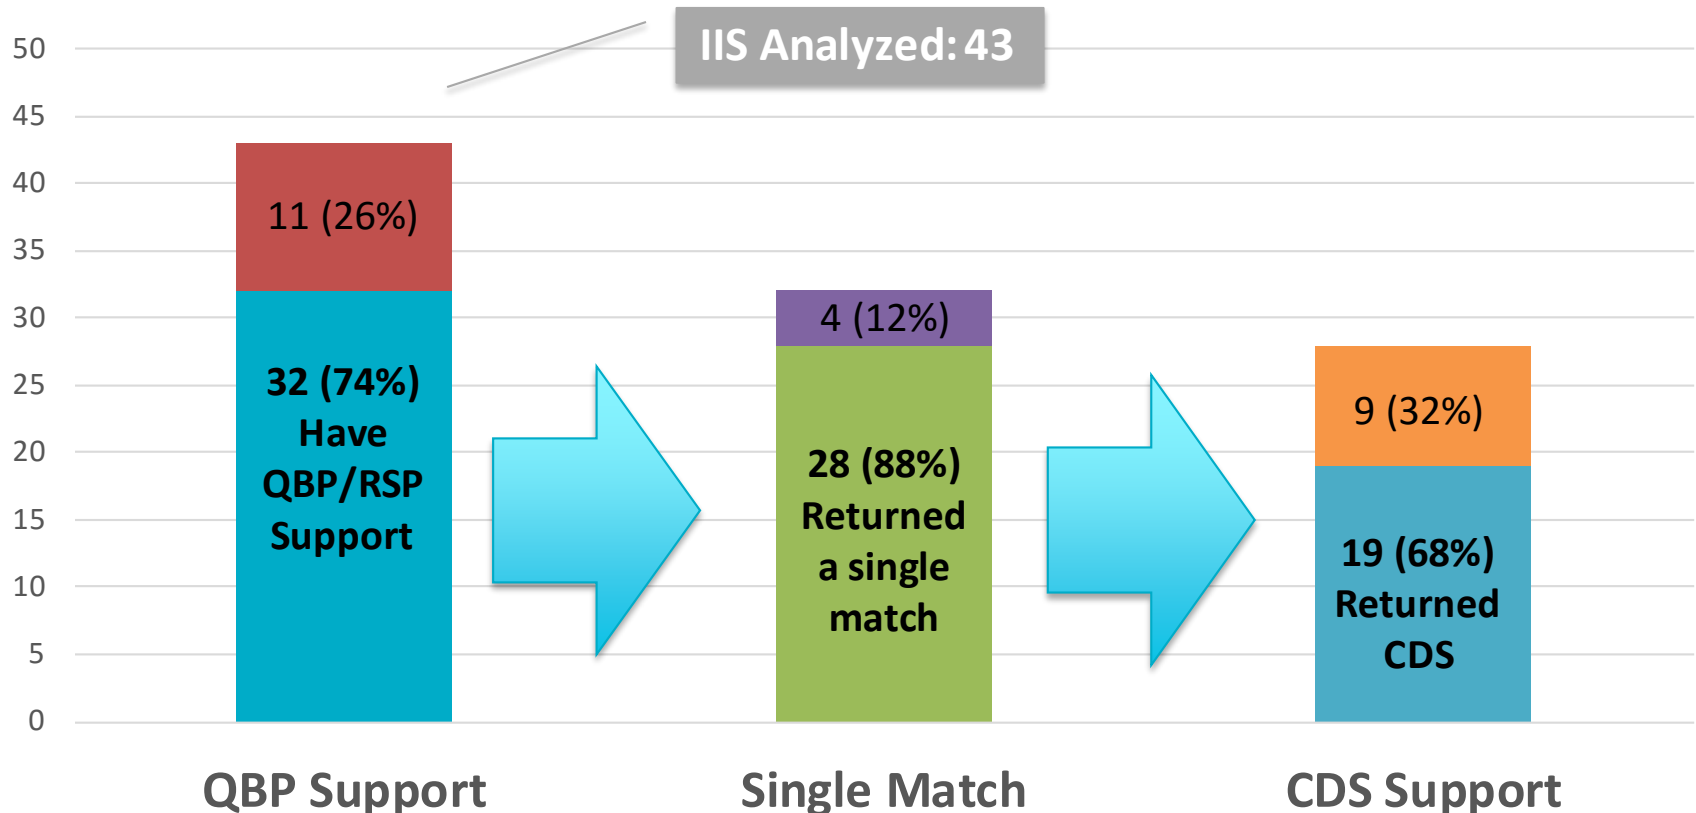 IIS Analyzed: 43
50
45
40
35
30
25
20
15
10
5
0
11 (26%)
32 (74%)
Have
QBP/RSP
Support
4 (12%)
28 (88%)
Returned
a single
match
9 (32%)
19 (68%)
Returned
CDS
QBP Support
Single Match
CDS Support